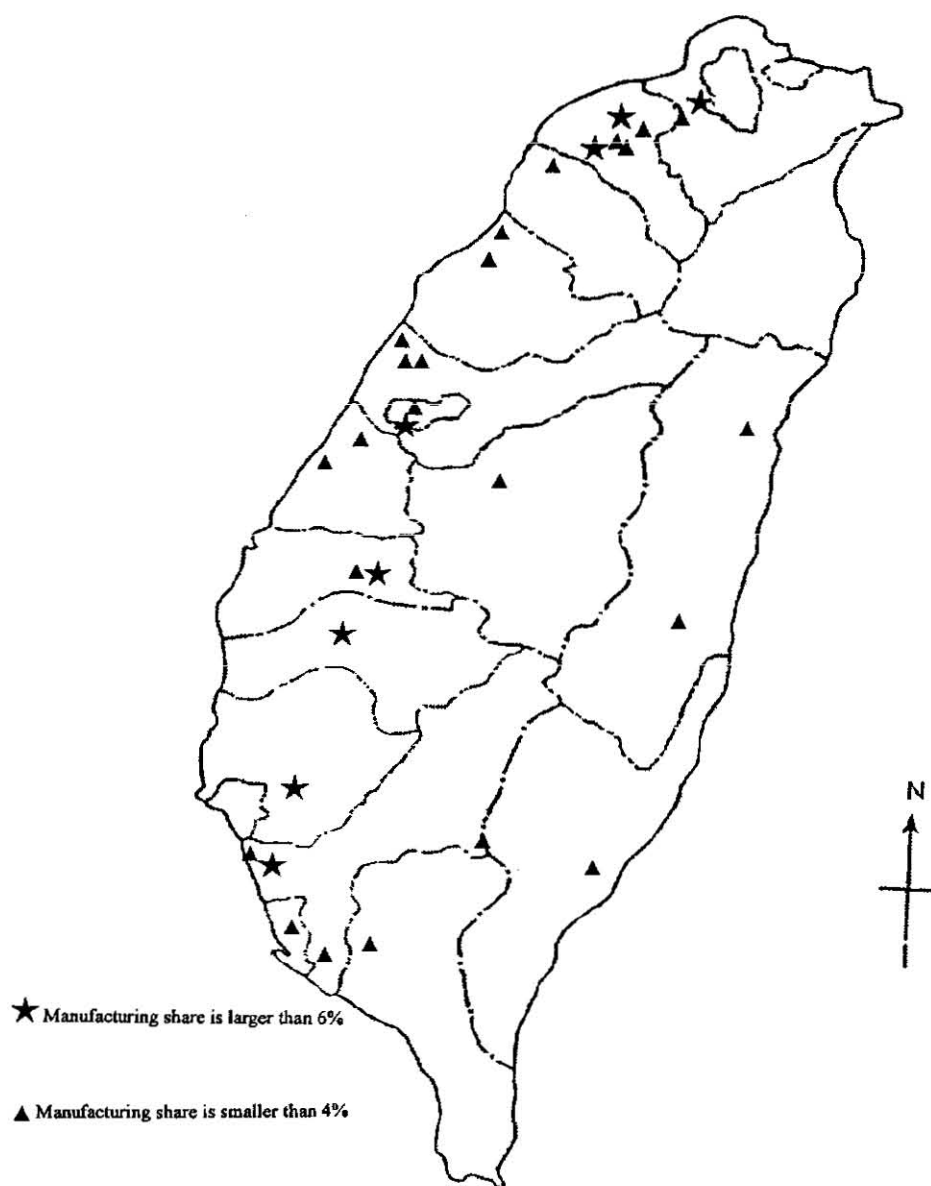 N
Manufacturing share is larger than 6%
Manufacturing share is smaller than 4%